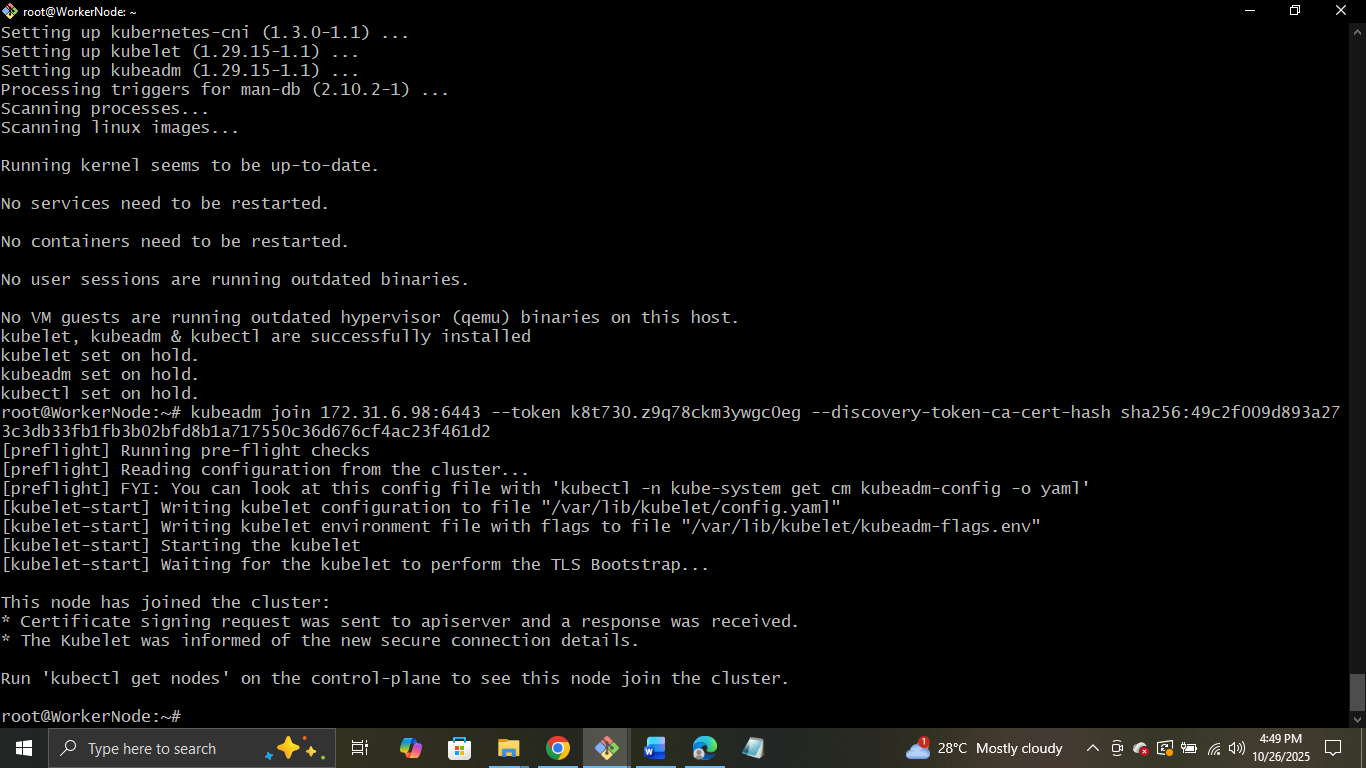 root@WorkerNode: ~
Setting up kubernetes-cni (1.3.0-1.1) ...
Setting up kubelet (1.29.15-1.1) ...
Setting up kubeadm (1.29.15-1.1) ...
Processing triggers for man-db (2.10.2-1) ...
Scanning processes...
Scanning linux images...
Running kernel seems to be up-to-date.
No services need to be restarted.
No containers need to be restarted.
No user sessions are running outdated binaries.
No VM guests are running outdated hypervisor (qemu) binaries on this host.
kubelet, kubeadm & kubectl are successfully installed
kubelet set on hold.
kubeadm set on hold.
kubectl set on hold.
root@WorkerNode:~# kubeadm join 172.31.6.98:6443 --token k8t730.z9q78ckm3ywgc0eg --discovery-token-ca-cert-hash sha256:49c2f009d893a27
3c3db33fb1fb3b02bfd8b1a717550c36d676cf4ac23f461d2
[preflight] Running pre-flight checks
[preflight] Reading configuration from the cluster...
[preflight] FYI: You can look at this config file with 'kubectl -n kube-system get cm kubeadm-config -o yaml'
[kubelet-start] Writing kubelet configuration to file "/var/lib/kubelet/config.yaml"
[kubelet-start] Writing kubelet environment file with flags to file "/var/lib/kubelet/kubeadm-flags.env"
[kubelet-start] Starting the kubelet
[kubelet-start] Waiting for the kubelet to perform the TLS Bootstrap...
This node has joined the cluster:
* Certificate signing request was sent to apiserver and a response was received.
* The Kubelet was informed of the new secure connection details.
Run 'kubectl get nodes' on the control-plane to see this node join the cluster.
root@WorkerNode:~#
Type here to search
1
28°C Mostly cloudy
4:49 PM
10/26/2025